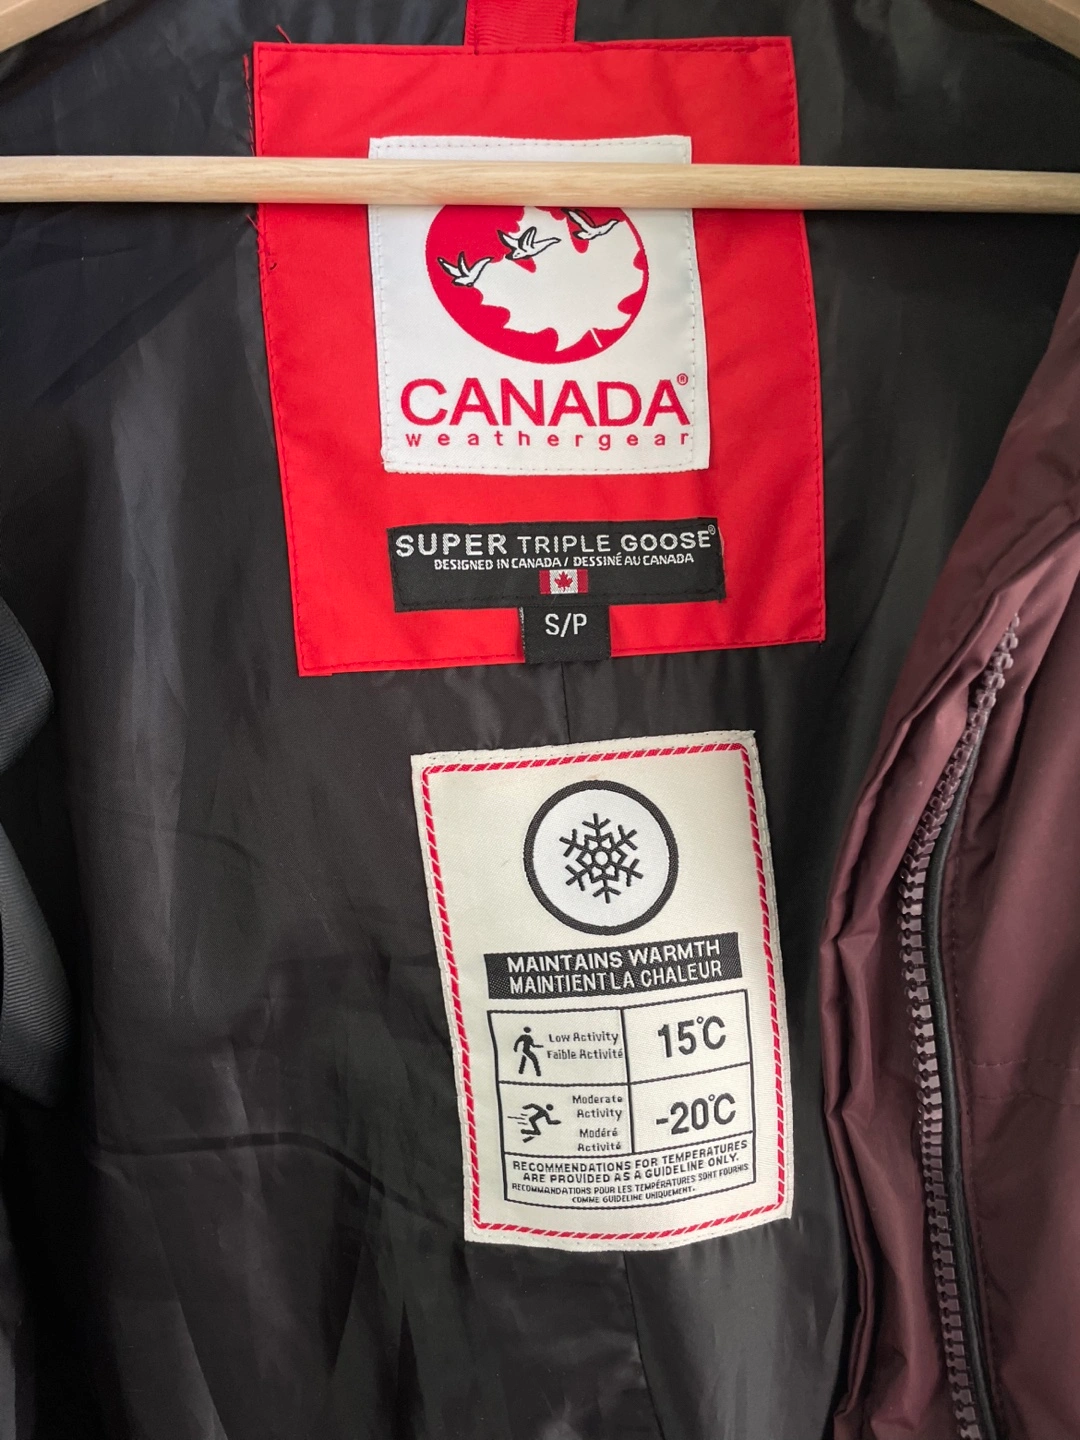 CANADA®
weathergear
SUPER TRIPLE GOOSE®
DESIGNED IN CANADA / DESSINÉ AU CANADA
S/P
MAINTAINS WARMTH
MAINTIENT LA CHALEUR
Low Activity
Faible Activité
15°C
Moderate
Activity
Modéré
Activité
-20°C
RECOMMENDATIONS FOR TEMPERATURES
ARE PROVIDED AS A GUIDELINE ONLY.
RECOMMANDATIONS POUR LES TEMPÉRATURES SONT FOURNIS
COMME GUIDELINE UNIQUEMENT.